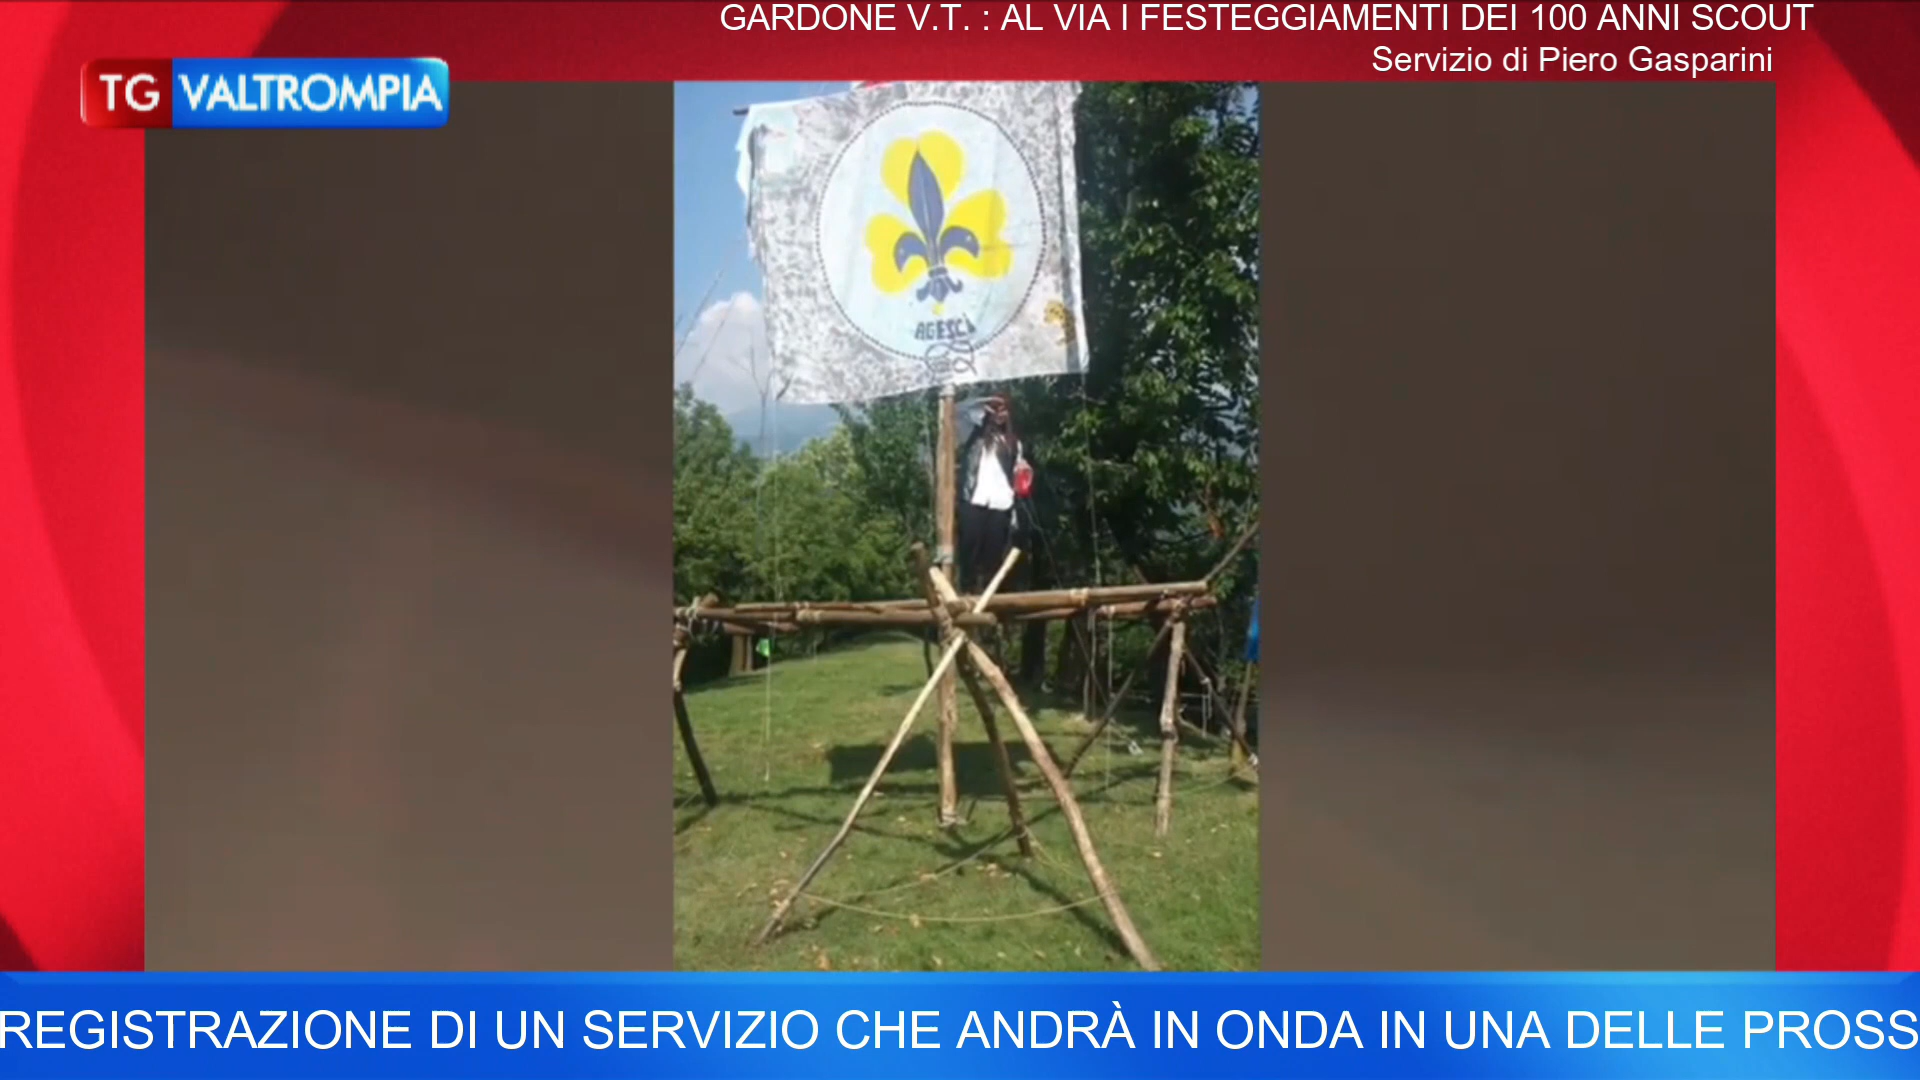 GARDONE V.T. : AL VIA I FESTEGGIAMENTI DEI 100 ANNI SCOUT
Servizio di Piero Gasparini
TG VALTROMPIA
AGESCI
REGISTRAZIONE DI UN SERVIZIO CHE ANDRÀ IN ONDA IN UNA DELLE PROSS